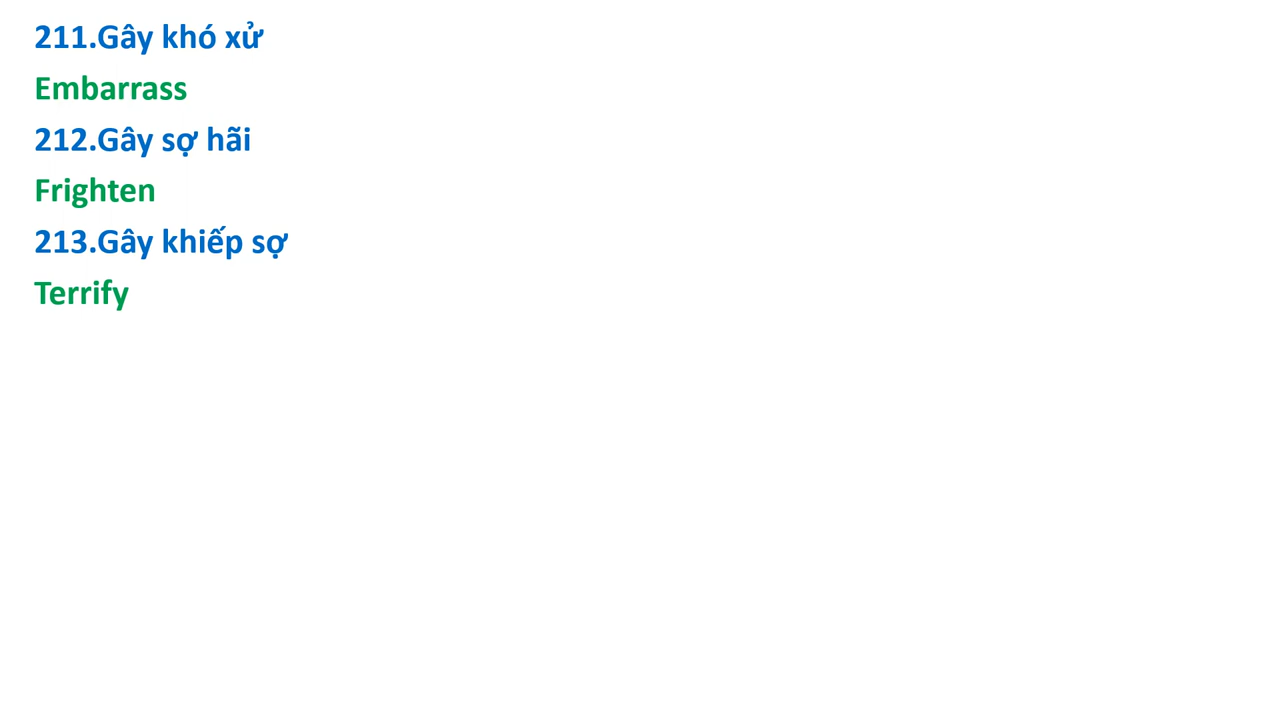 211.Gây khó xử
Embarrass
212.Gây sợ hãi
Frighten
213.Gây khiếp sợ
Terrify